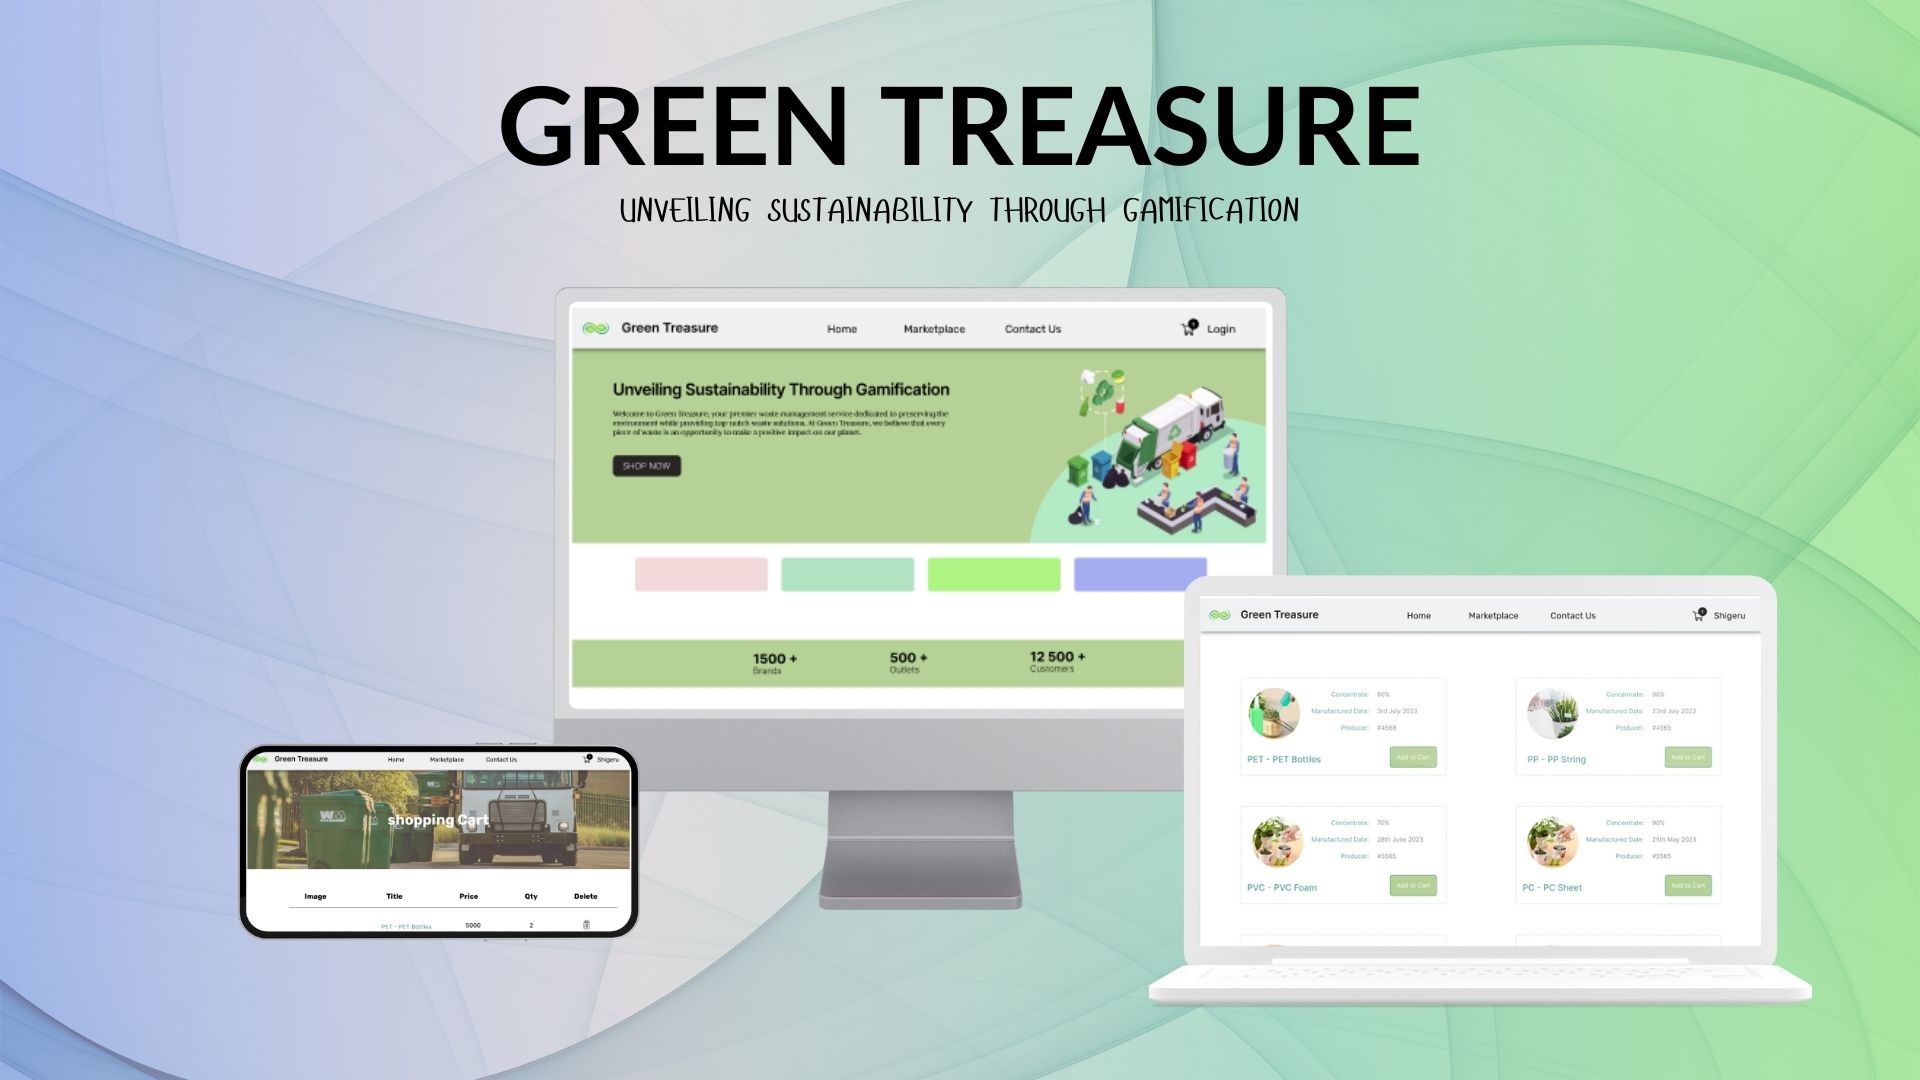 GREEN TREASURE
UNVEILING SUSTAINABILITY THROUGH GAMIFICATION
Green Treasure Home Marketplace Contact Us Login
Unveiling Sustainability Through Gamification
Welcome to Green Treasure, your premier waste management service dedicated to preserving the
environment while providing top-notch waste solutions. At Green Treasure, we believe that every
piece of waste is an opportunity to make a positive impact on our planet.
SHOP NOW
1500 + 500 + 12 500 +
Brands Outlets Customers
Green Treasure Home Marketplace Contact Us Shigeru
Concentrate: 80%
Manufactured Date: 3rd July 2023
Producer: #4568
PET - PET Bottles Add to Cart
Concentrate: 90%
Manufactured Date: 23rd July 2023
Producer: #4565
PP - PP String Add to Cart
Concentrate: 70%
Manufactured Date: 28th June 2023
Producer: #5565
PVC - PVC Foam Add to Cart
Concentrate: 90%
Manufactured Date: 25th May 2023
Producer: #5565
PC - PC Sheet Add to Cart
Green Treasure Home Marketplace Contact Us Shigeru
WM
WM
shopping Cart
Image Title Price Qty Delete
PET - PET Bottles 5000 2